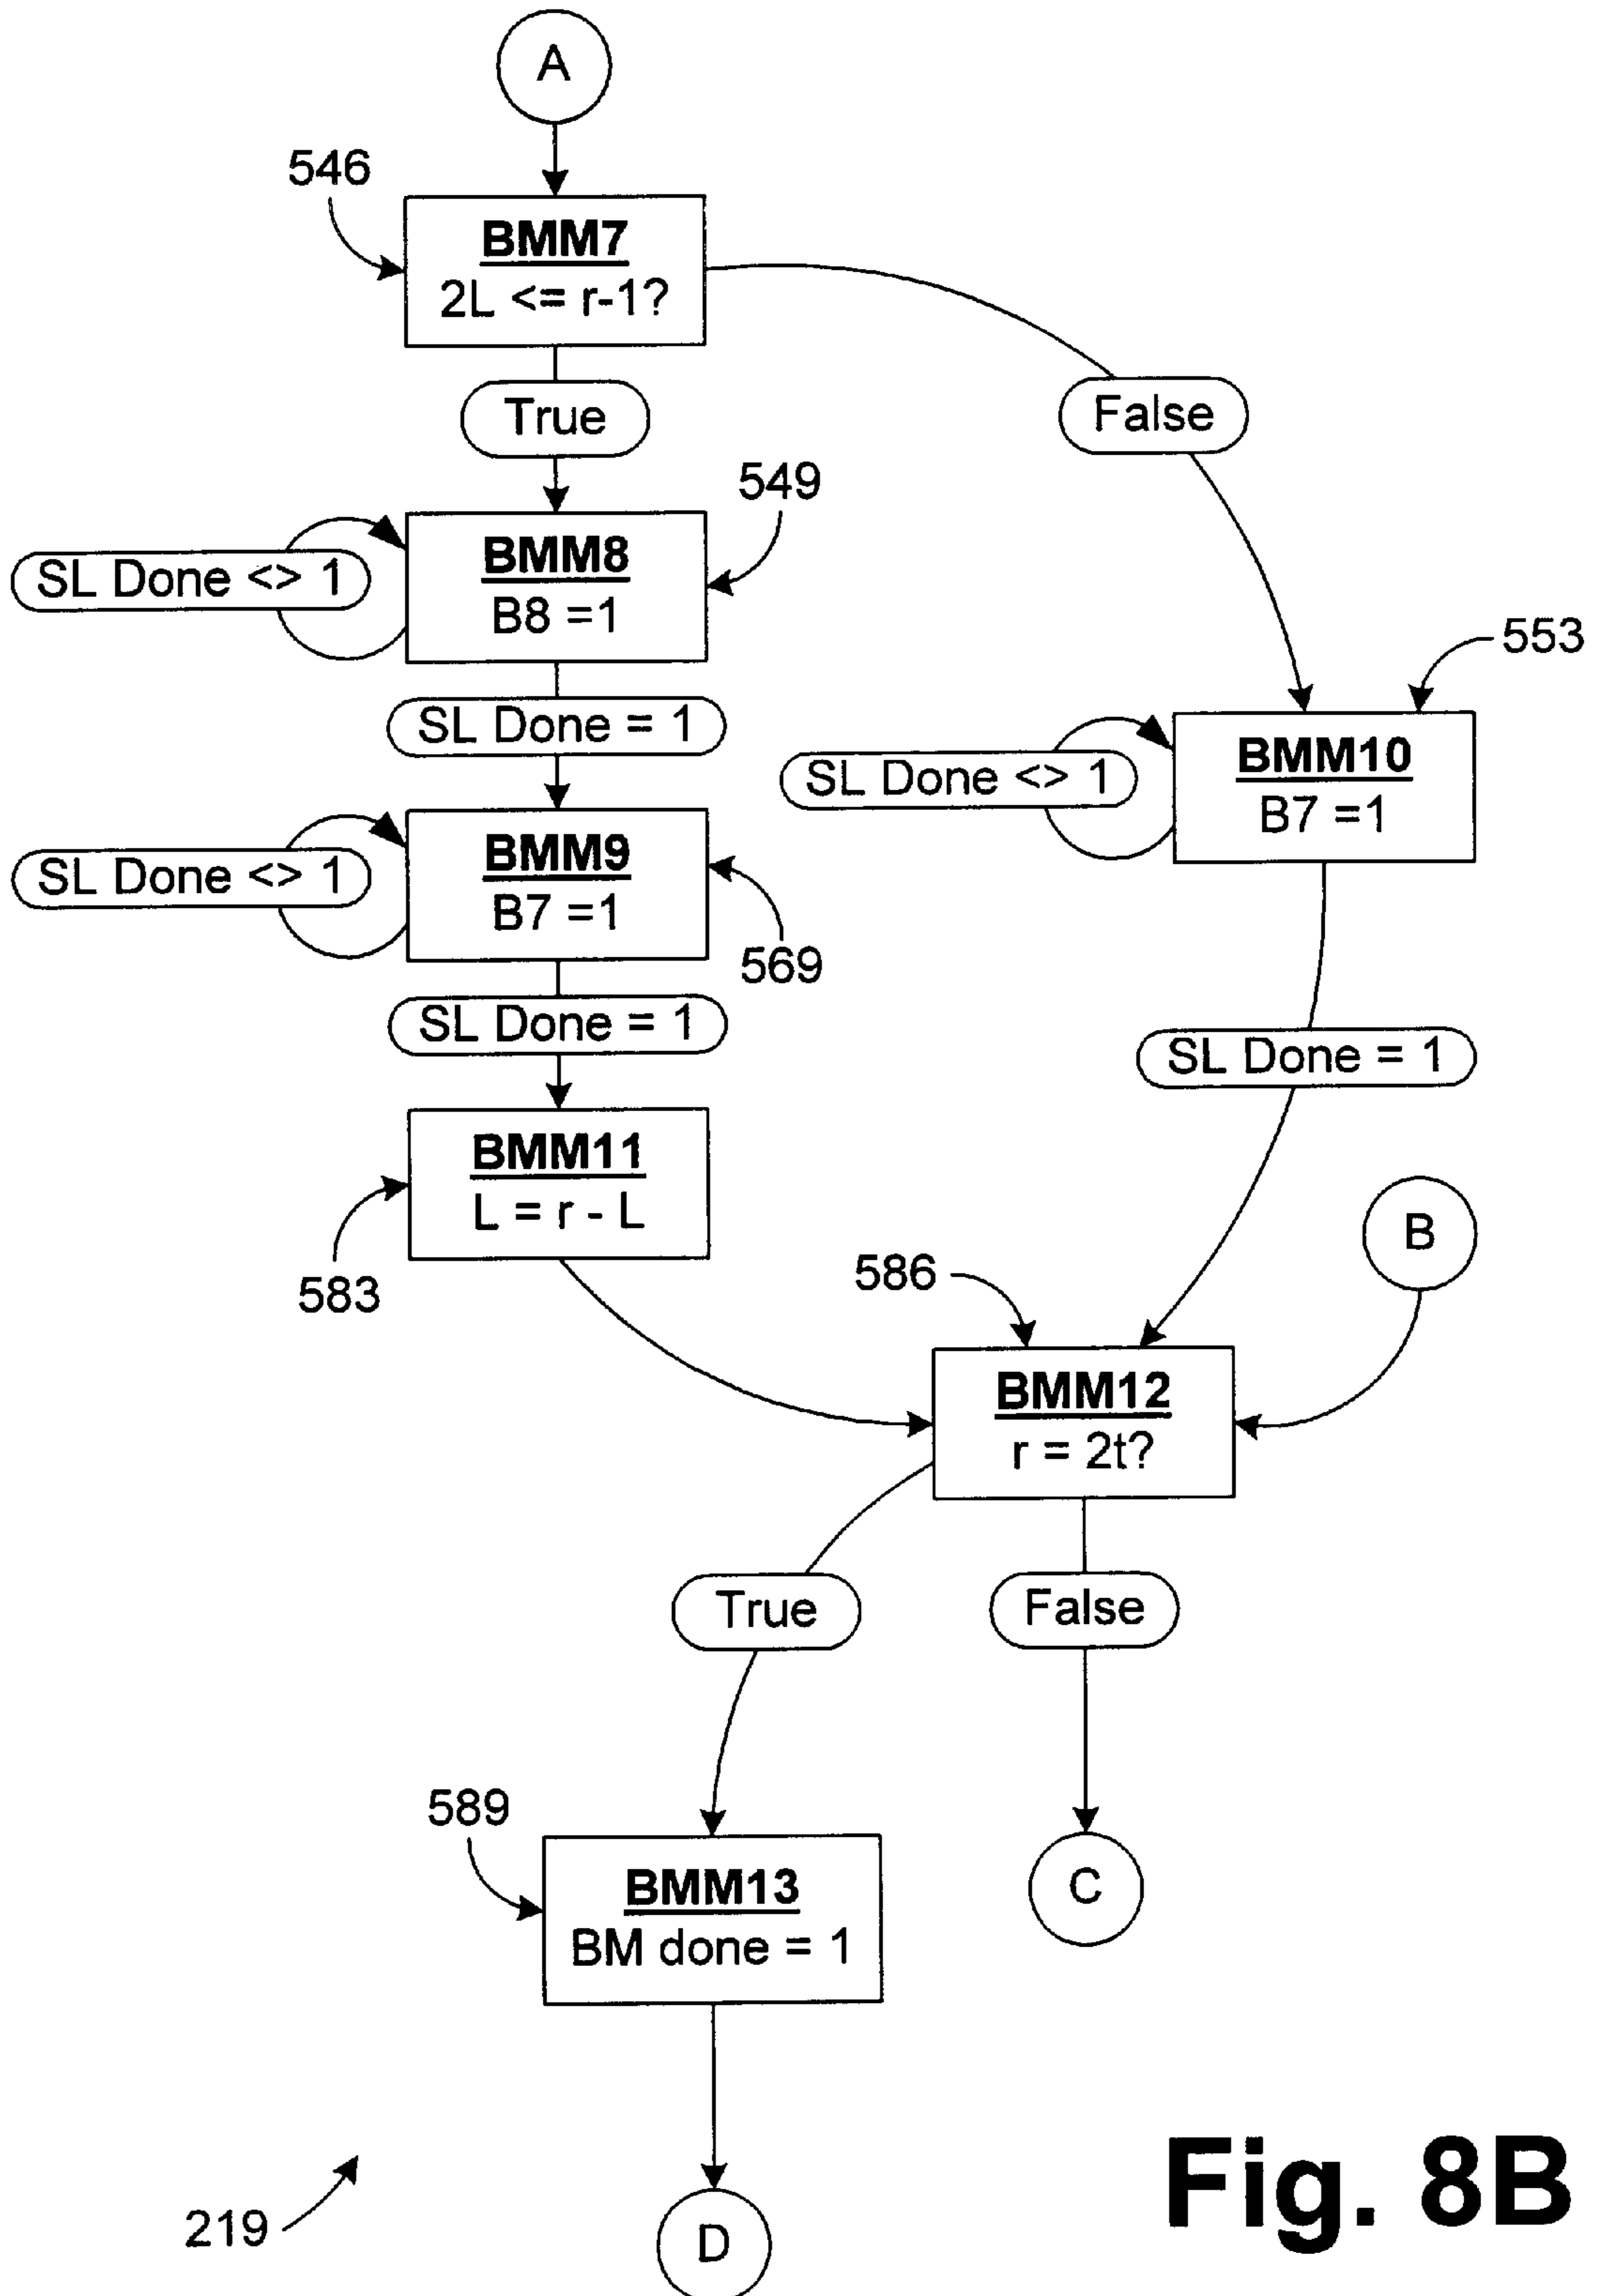 A
546
BMM7
2L <= r-1?
True
False
549
SL Done <> 1
BMM8
B8 =1
553
SL Done = 1
SL Done <> 1
BMM10
B7 =1
SL Done <> 1
BMM9
B7 =1
569
SL Done = 1
SL Done = 1
BMM11
L = r - L
583
B
586
BMM12
r = 2t?
True
False
589
BMM13
BM done = 1
C
219
D
Fig. 8B